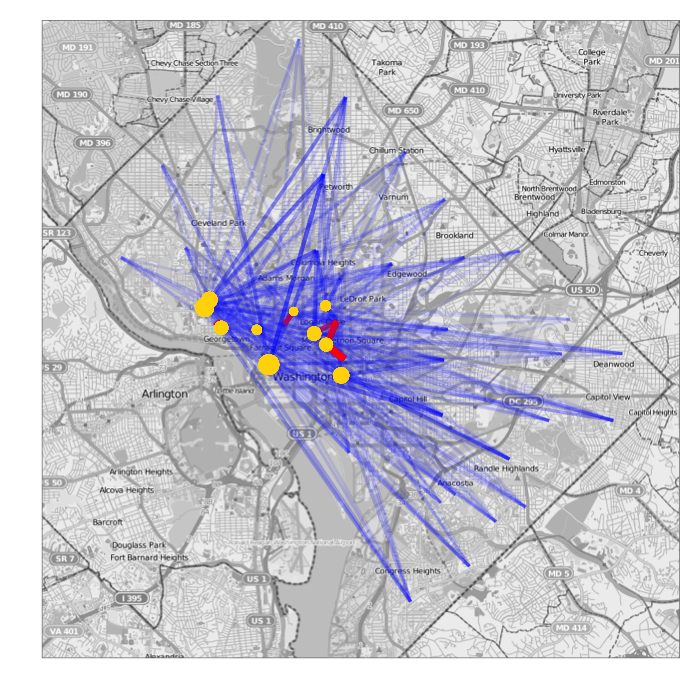 MD 185
MD 410
MD 191
MD 193
College
Park
Chevy Chase Section Three
Takoma
Park
MD 201
MD 190
MD 410
University Park
Chevy Chase Village
MD 650
Riverdale
Park
Brightwood
MD 396
Chillum Station
Hyattsville
Petworth
Edmonston
North Brentwood
Varnum
Brentwood
Highland
Bladensburg
Cleveland Park
SR 123
Brookland
Colmar Manor
Cheverly
Columbia Heights
Adams Morgan
Edgewood
US 50
LeDroit Park
Georgetown
Square
Square
US 29
Deanwood
Washington
Arlington
Little Island
Capitol View
Capitol Hill
DC 295
Capitol Heights
US 1
Arlington Heights
Randle Highlands
US 50
Anacostia
Alcova Heights
MD 4
Barcroft
Douglass Park
SR 7
Fort Barnard Heights
Congress Heights
MD 5
US 1
I 395
US 1
VA 401
MD 414
Alexandria